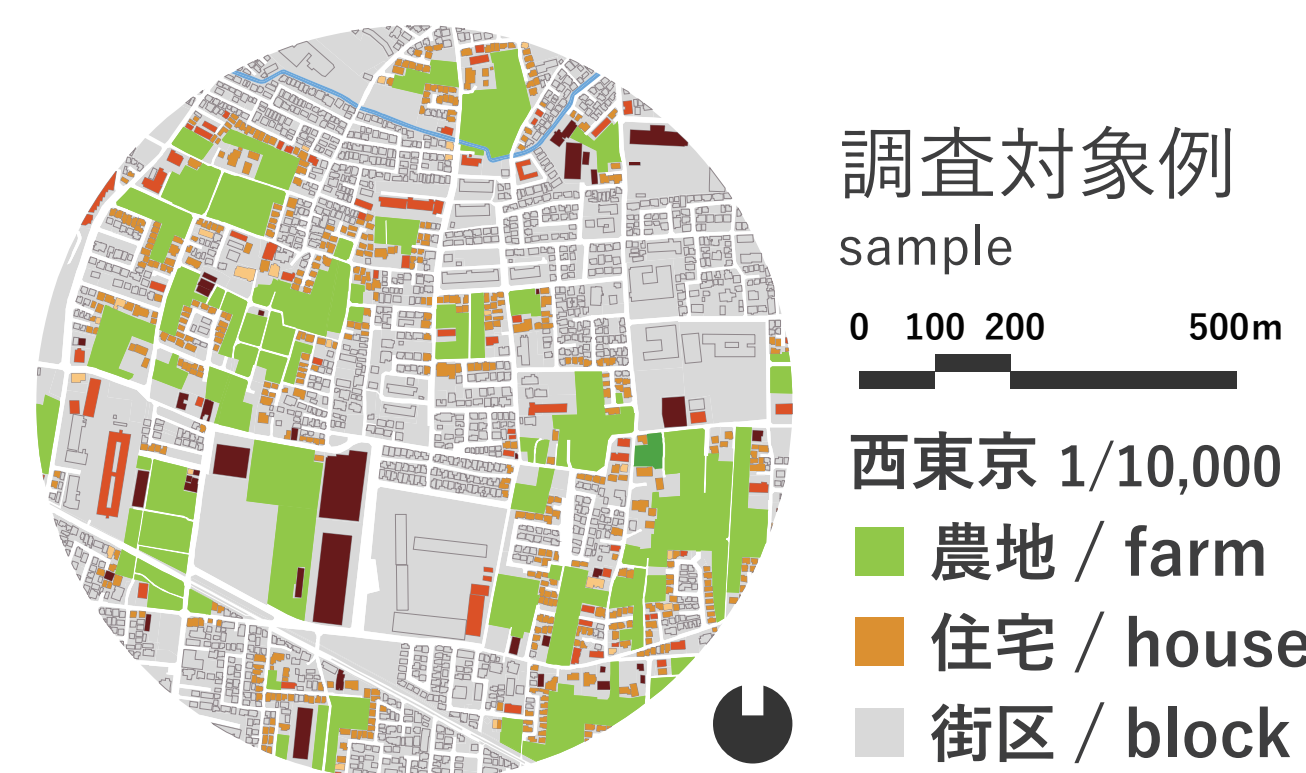 調査対象例
sample
0 100 200 500m
西東京 1/10,000
農地 / farm
住宅 / house
街区 / block